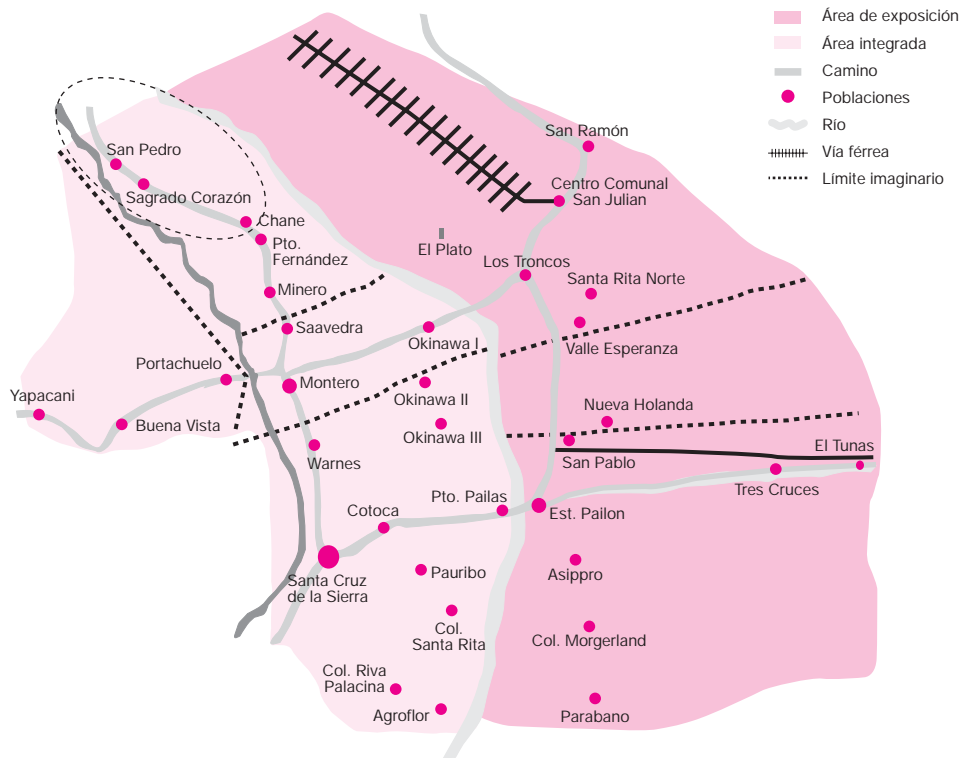 Área de exposición
Área integrada
Camino
Poblaciones
Río
Vía férrea
Límite imaginario
San Ramón
San Pedro
Centro Comunal
San Julian
Sagrado Corazón
Chane
Pto.
Fernández
El Plato
Los Troncos
Santa Rita Norte
Minero
Saavedra
Okinawa I
Valle Esperanza
Portachuelo
Montero
Yapacani
Okinawa II
Nueva Holanda
Buena Vista
Okinawa III
El Tunas
Warnes
San Pablo
Tres Cruces
Pto. Pailas
Cotoca
Est. Pailon
Santa Cruz
de la Sierra
Pauribo
Asippro
Col.
Santa Rita
Col. Morgerland
Col. Riva
Palacina
Agroflor
Parabano